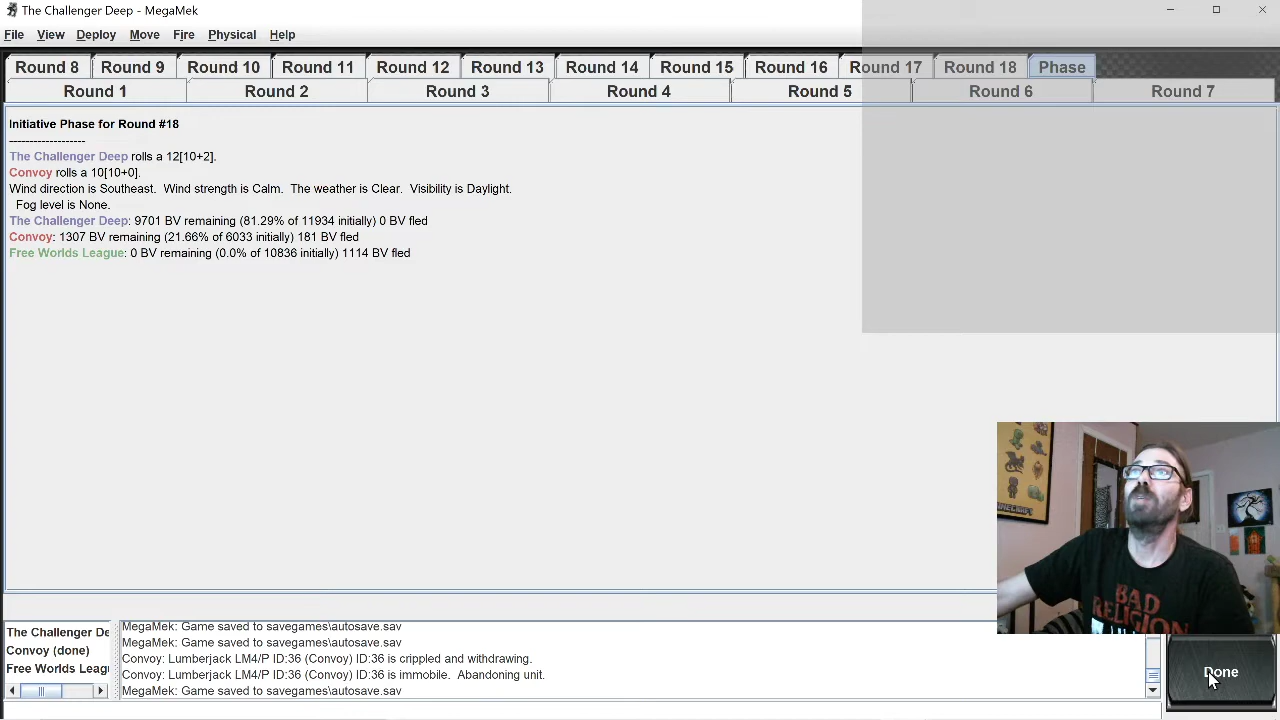 The Challenger Deep - MegaMek
File View Deploy Move Fire Physical Help
Round 8 Round 9 Round 10 Round 11 Round 12 Round 13 Round 14 Round 15 Round 16 Round 17 Round 18 Phase
Round 1 Round 2 Round 3 Round 4 Round 5 Round 6 Round 7
Initiative Phase for Round #18
-------------------
The Challenger Deep rolls a 12[10+2].
Convoy rolls a 10[10+0].
Wind direction is Southeast. Wind strength is Calm. The weather is Clear. Visibility is Daylight.
Fog level is None.
The Challenger Deep: 9701 BV remaining (81.29% of 11934 initially) 0 BV fled
Convoy: 1307 BV remaining (21.66% of 6033 initially) 181 BV fled
Free Worlds League: 0 BV remaining (0.0% of 10836 initially) 1114 BV fled
MINECRAFT
BAD
RELIGION
The Challenger De
Convoy (done)
Free Worlds Leag
MegaMek: Game saved to savegames\autosave.sav
MegaMek: Game saved to savegames\autosave.sav
Convoy: Lumberjack LM4/P ID:36 (Convoy) ID:36 is crippled and withdrawing.
Convoy: Lumberjack LM4/P ID:36 (Convoy) ID:36 is immobile. Abandoning unit.
MegaMek: Game saved to savegames\autosave.sav
Done